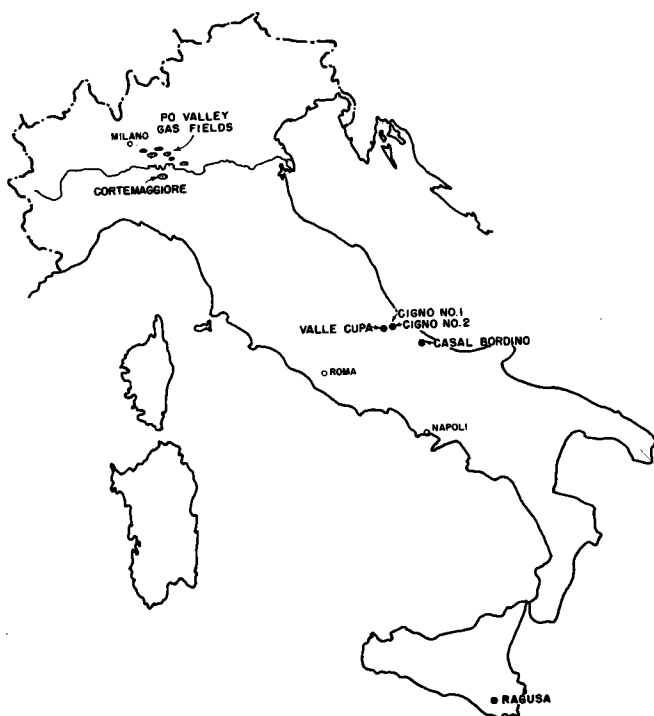 PO VALLEY
GAS FIELDS
MILANO
CORTEMAGGIORE
CIGNO NO.1
VALLE CUPA
CIGNO NO.2
CASAL BORDINO
ROMA
NAPOLI
RAGUSA